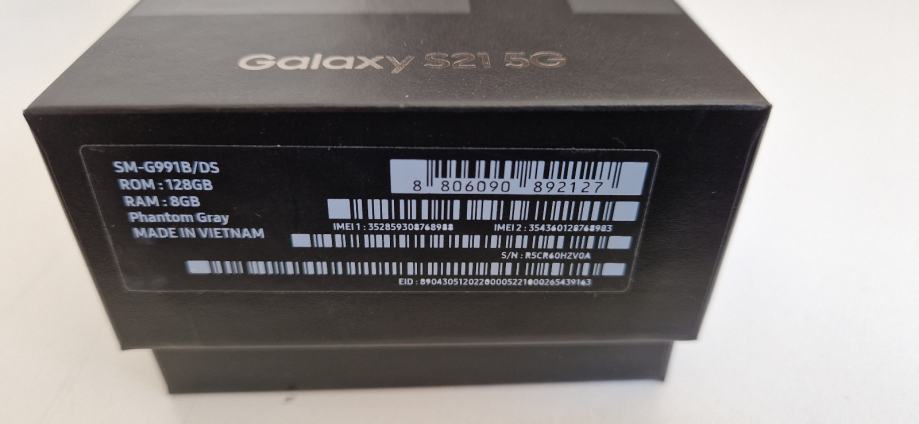 Galaxy S21 5G
SM-G991B/DS
ROM : 128GB
RAM : 8GB
Phantom Gray
MADE IN VIETNAM
8 806090 892127
IMEI 1 : 352859308768988 IMEI 2 : 354360128768983
S/N : R5CR60HZV0A
EID : 89043051202200005221000265439163